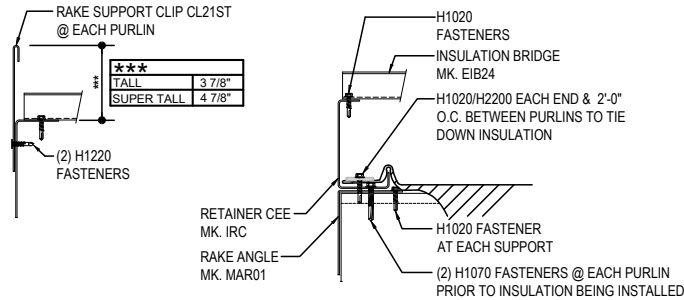 RAKE SUPPORT CLIP CL21ST
@ EACH PURLIN
***
***
TALL 3 7/8"
SUPER TALL 4 7/8"
(2) H1220
FASTENERS
H1020
FASTENERS
INSULATION BRIDGE
MK. EIB24
H1020/H2200 EACH END & 2'-0"
O.C. BETWEEN PURLINS TO TIE
DOWN INSULATION
RETAINER CEE
MK. IRC
RAKE ANGLE
MK. MAR01
H1020 FASTENER
AT EACH SUPPORT
(2) H1070 FASTENERS @ EACH PURLIN
PRIOR TO INSULATION BEING INSTALLED